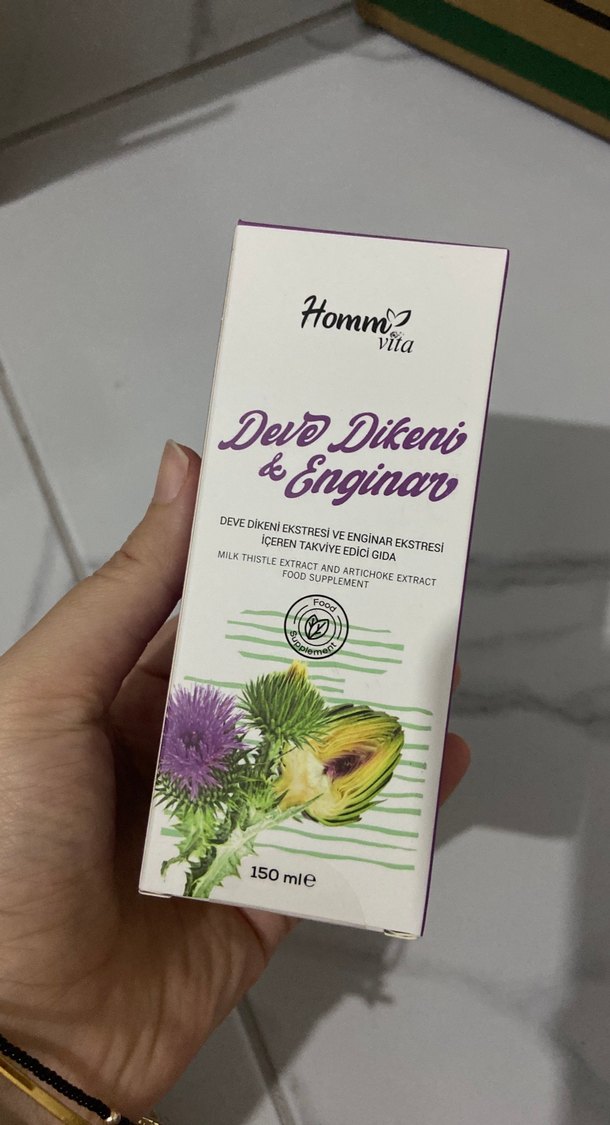 Homm
vita
Deve Dikeni
& Enginar
DEVE DİKENİ EKSTRESİ VE ENGİNAR EKSTRESİ
İÇEREN TAKVİYE EDİCİ GIDA
MILK THISTLE EXTRACT AND ARTICHOKE EXTRACT
FOOD SUPPLEMENT
Food
Supplement
150 ml℮